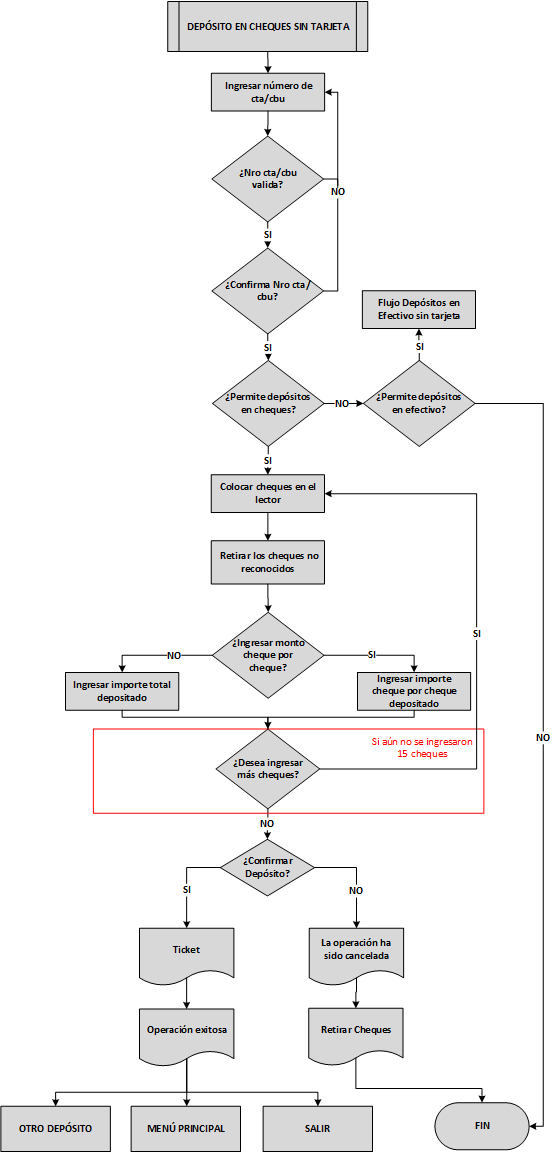 DEPÓSITO EN CHEQUES SIN TARJETA
Ingresar número de
cta/cbu
¿Nro cta/cbu
valida?
NO
SI
¿Confirma Nro cta/
cbu?
Flujo Depósitos en
Efectivo sin tarjeta
SI
SI
¿Permite depósitos
en cheques?
NO
¿Permite depósitos
en efectivo?
SI
Colocar cheques en el
lector
Retirar los cheques no
reconocidos
¿Ingresar monto
cheque por
cheque?
SI
NO
SI
Ingresar importe total
depositado
Ingresar importe
cheque por cheque
depositado
NO
Si aún no se ingresaron
15 cheques
¿Desea ingresar
más cheques?
NO
¿Confirmar
Depósito?
SI
NO
Ticket
La operación ha
sido cancelada
Operación exitosa
Retirar Cheques
OTRO DEPÓSITO
MENÚ PRINCIPAL
SALIR
FIN